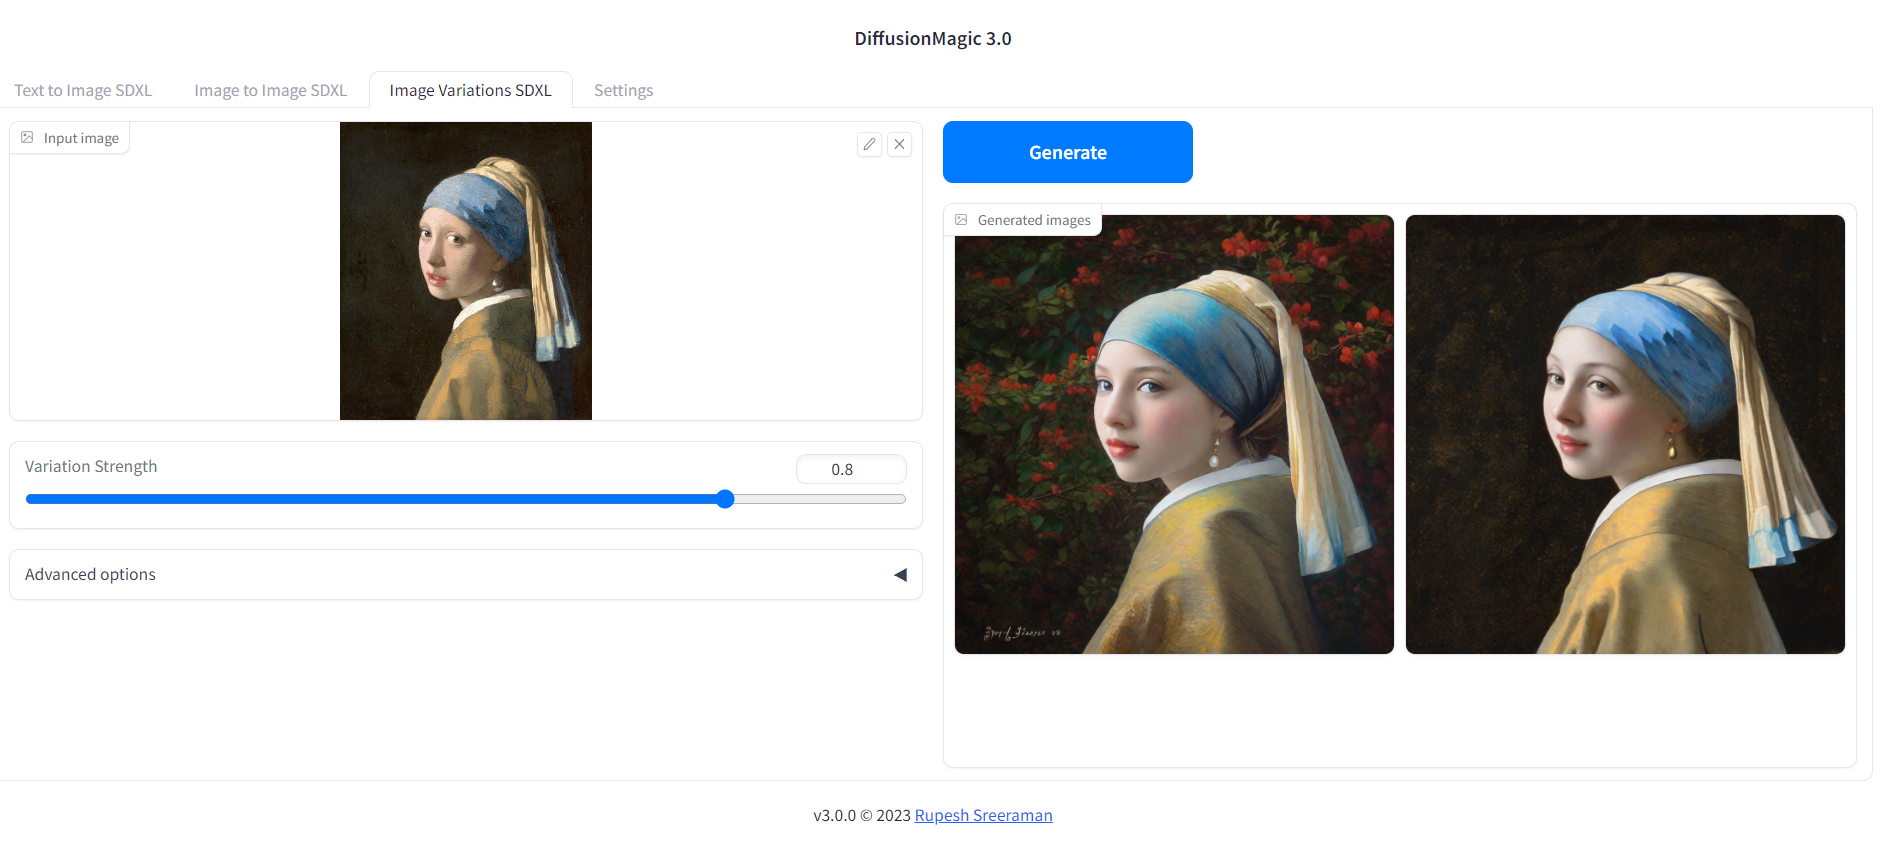 DiffusionMagic 3.0
Text to Image SDXL
Image to Image SDXL
Image Variations SDXL
Settings
Input image
Variation Strength
0.8
Advanced options
Generate
Generated images
v3.0.0 © 2023 Rupesh Sreeraman